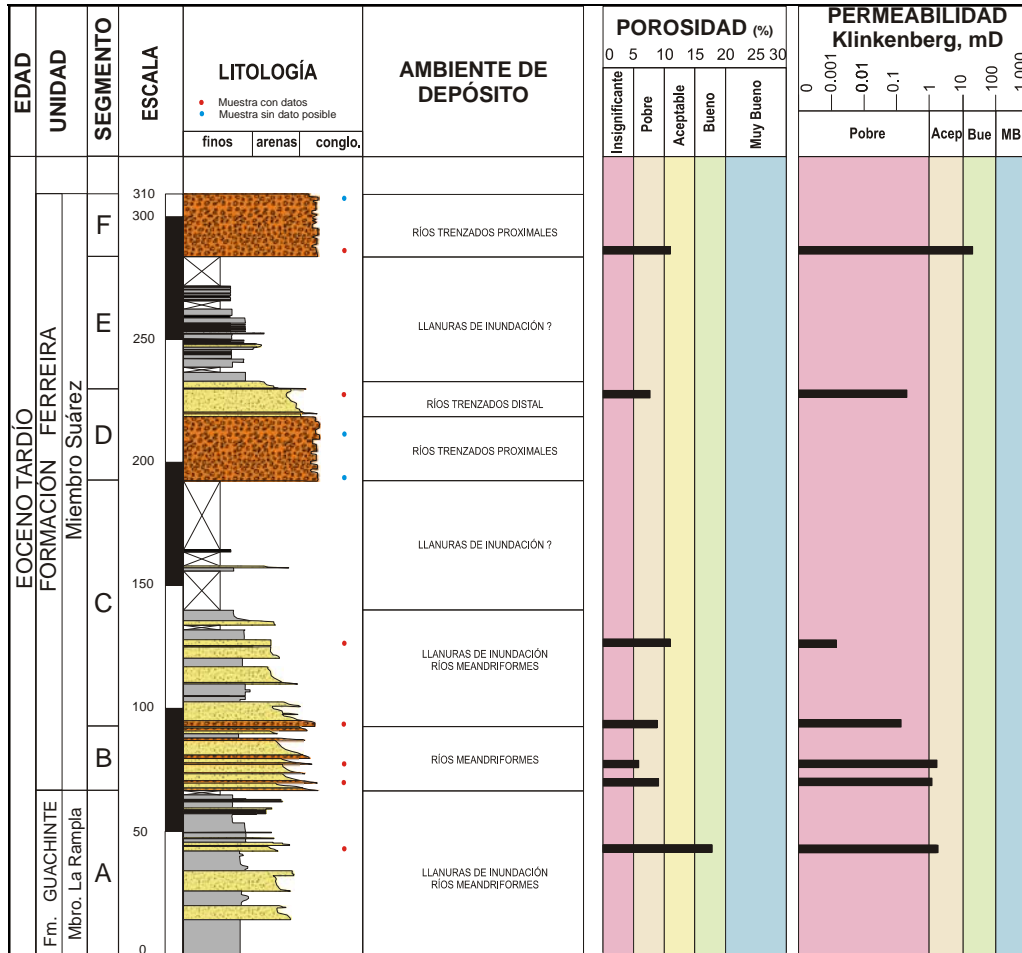 EDAD
UNIDAD
SEGMENTO
ESCALA
LITOLOGÍA
Muestra con datos
Muestra sin dato posible
finos arenas conglo.
AMBIENTE DE
DEPÓSITO
POROSIDAD (%)
0 5 10 15 20 25 30
Insignificante
Pobre
Aceptable
Bueno
Muy Bueno
PERMEABILIDAD
Klinkenberg, mD
0 0.001 0.01 0.1 1 10 100 1.000
Pobre Acep Bue MB
EOCENO TARDÍO
FORMACIÓN FERREIRA
Miembro Suárez
Fm. GUACHINTE
Mbro. La Rampla
F
E
D
C
B
A
310
300
250
200
150
100
50
0
RÍOS TRENZADOS PROXIMALES
LLANURAS DE INUNDACIÓN ?
RÍOS TRENZADOS DISTAL
RÍOS TRENZADOS PROXIMALES
LLANURAS DE INUNDACIÓN ?
LLANURAS DE INUNDACIÓN
RÍOS MEANDRIFORMES
RÍOS MEANDRIFORMES
LLANURAS DE INUNDACIÓN
RÍOS MEANDRIFORMES